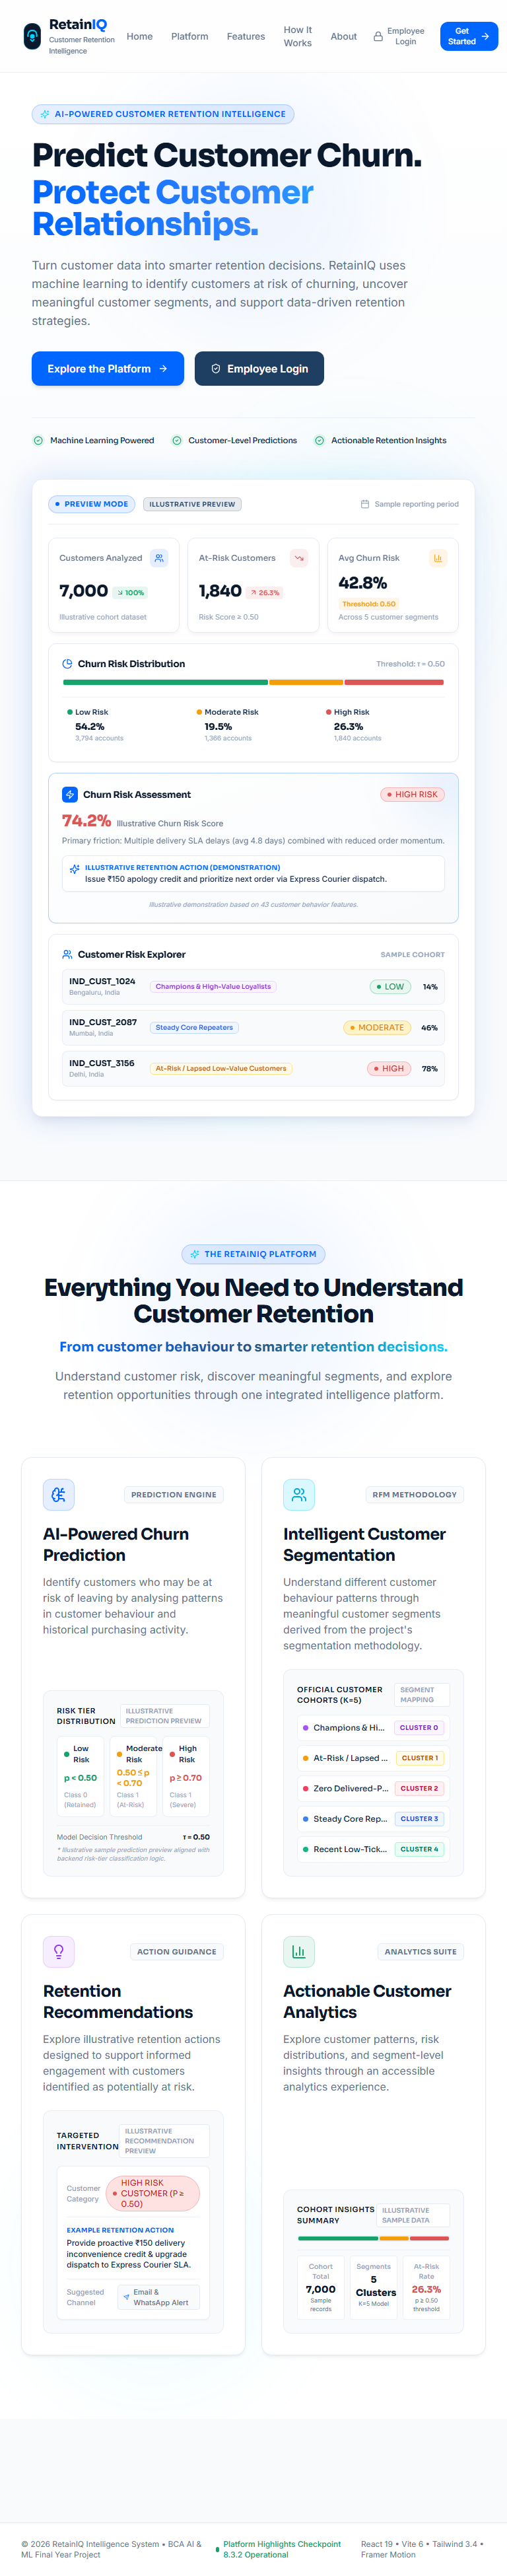 RetainIQ
Customer Retention
Intelligence
Home
Platform
Features
How It
Works
About
Employee
Login
Get
Started
AI-POWERED CUSTOMER RETENTION INTELLIGENCE
Predict Customer Churn.
Protect Customer
Relationships.
Turn customer data into smarter retention decisions. RetainIQ uses
machine learning to identify customers at risk of churning, uncover
meaningful customer segments, and support data-driven retention
strategies.
Explore the Platform
Employee Login
Machine Learning Powered
Customer-Level Predictions
Actionable Retention Insights
PREVIEW MODE
ILLUSTRATIVE PREVIEW
Sample reporting period
Customers Analyzed
7,000
100%
Illustrative cohort dataset
At-Risk Customers
1,840
26.3%
Risk Score ≥ 0.50
Avg Churn Risk
42.8%
Threshold: 0.50
Across 5 customer segments
Churn Risk Distribution
Threshold: τ = 0.50
Low Risk
54.2%
3,794 accounts
Moderate Risk
19.5%
1,366 accounts
High Risk
26.3%
1,840 accounts
Churn Risk Assessment
HIGH RISK
74.2% Illustrative Churn Risk Score
Primary friction: Multiple delivery SLA delays (avg 4.8 days) combined with reduced order momentum.
ILLUSTRATIVE RETENTION ACTION (DEMONSTRATION)
Issue ₹150 apology credit and prioritize next order via Express Courier dispatch.
Illustrative demonstration based on 43 customer behavior features.
Customer Risk Explorer
SAMPLE COHORT
IND_CUST_1024
Bengaluru, India
Champions & High-Value Loyalists
LOW
14%
IND_CUST_2087
Mumbai, India
Steady Core Repeaters
MODERATE
46%
IND_CUST_3156
Delhi, India
At-Risk / Lapsed Low-Value Customers
HIGH
78%
THE RETAINIQ PLATFORM
Everything You Need to Understand
Customer Retention
From customer behaviour to smarter retention decisions.
Understand customer risk, discover meaningful segments, and explore
retention opportunities through one integrated intelligence platform.
PREDICTION ENGINE
AI-Powered Churn
Prediction
Identify customers who may be at
risk of leaving by analysing patterns
in customer behaviour and
historical purchasing activity.
RISK TIER
DISTRIBUTION
ILLUSTRATIVE
PREDICTION PREVIEW
Low
Risk
p < 0.50
Class 0
(Retained)
Moderate
Risk
0.50 ≤ p
< 0.70
Class 1
(At-Risk)
High
Risk
p ≥ 0.70
Class 1
(Severe)
Model Decision Threshold
τ = 0.50
* Illustrative sample prediction preview aligned with
backend risk-tier classification logic.
RFM METHODOLOGY
Intelligent Customer
Segmentation
Understand different customer
behaviour patterns through
meaningful customer segments
derived from the project's
segmentation methodology.
OFFICIAL CUSTOMER
COHORTS (K=5)
SEGMENT
MAPPING
Champions & Hi...
CLUSTER 0
At-Risk / Lapsed ...
CLUSTER 1
Zero Delivered-P...
CLUSTER 2
Steady Core Rep...
CLUSTER 3
Recent Low-Tick...
CLUSTER 4
ACTION GUIDANCE
Retention
Recommendations
Explore illustrative retention actions
designed to support informed
engagement with customers
identified as potentially at risk.
TARGETED
INTERVENTION
ILLUSTRATIVE
RECOMMENDATION
PREVIEW
Customer
Category
HIGH RISK
CUSTOMER (P ≥
0.50)
EXAMPLE RETENTION ACTION
Provide proactive ₹150 delivery
inconvenience credit & upgrade
dispatch to Express Courier SLA.
Suggested
Channel
Email &
WhatsApp Alert
ANALYTICS SUITE
Actionable Customer
Analytics
Explore customer patterns, risk
distributions, and segment-level
insights through an accessible
analytics experience.
COHORT INSIGHTS
SUMMARY
ILLUSTRATIVE
SAMPLE DATA
Cohort
Total
7,000
Sample
records
Segments
5
Clusters
K=5 Model
At-Risk
Rate
26.3%
p ≥ 0.50
threshold
© 2026 RetainIQ Intelligence System • BCA AI &
ML Final Year Project
Platform Highlights Checkpoint
8.3.2 Operational
React 19 • Vite 6 • Tailwind 3.4 •
Framer Motion